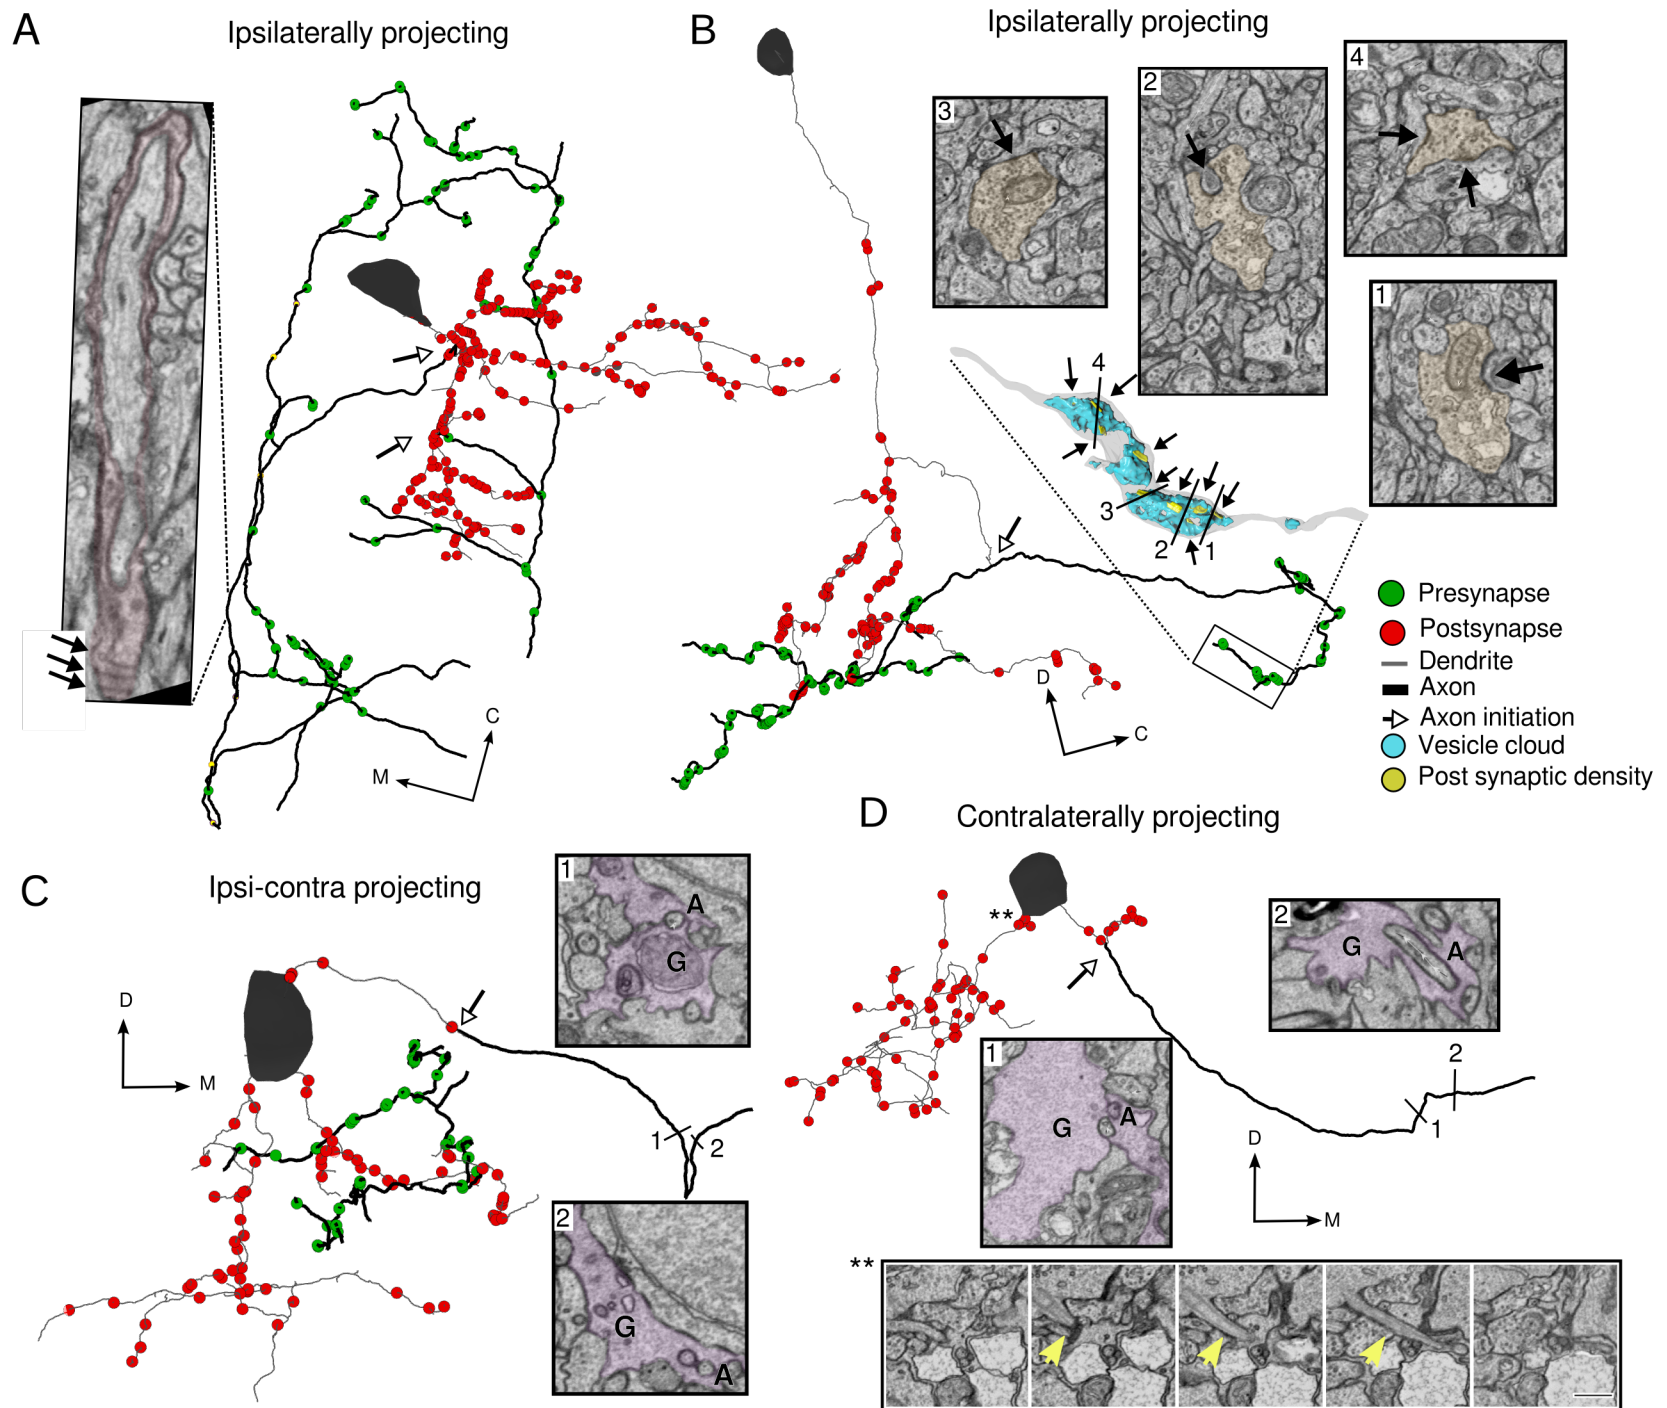 A
Ipsilaterally projecting
C
M
B
Ipsilaterally projecting
3
2
4
1
4
3
2
1
D
C
Presynapse
Postsynapse
Dendrite
Axon
Axon initiation
Vesicle cloud
Post synaptic density
C
Ipsi-contra projecting
1
A
G
D
M
1
2
2
G
A
D
Contralaterally projecting
**
2
G
A
1
G
A
2
1
D
M
**